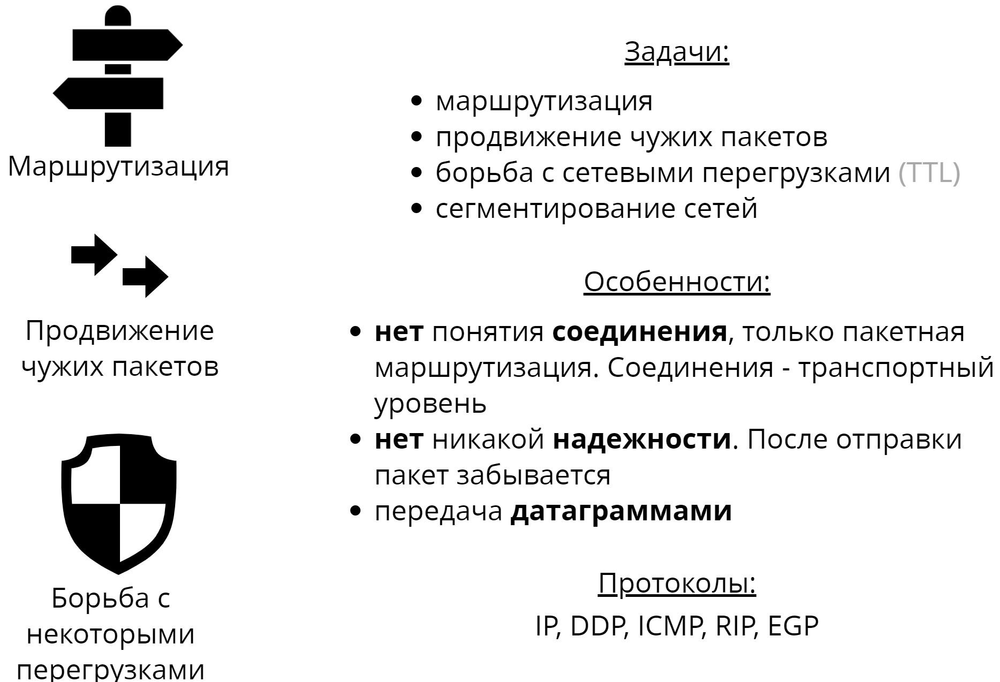 Маршрутизация
Продвижение
чужих пакетов
Борьба с
некоторыми
перегрузками
Задачи:
• маршрутизация
• продвижение чужих пакетов
• борьба с сетевыми перегрузками (TTL)
• сегментирование сетей
Особенности:
• нет понятия соединения, только пакетная
маршрутизация. Соединения - транспортный
уровень
• нет никакой надежности. После отправки
пакет забывается
• передача датаграммами
Протоколы:
IP, DDP, ICMP, RIP, EGP